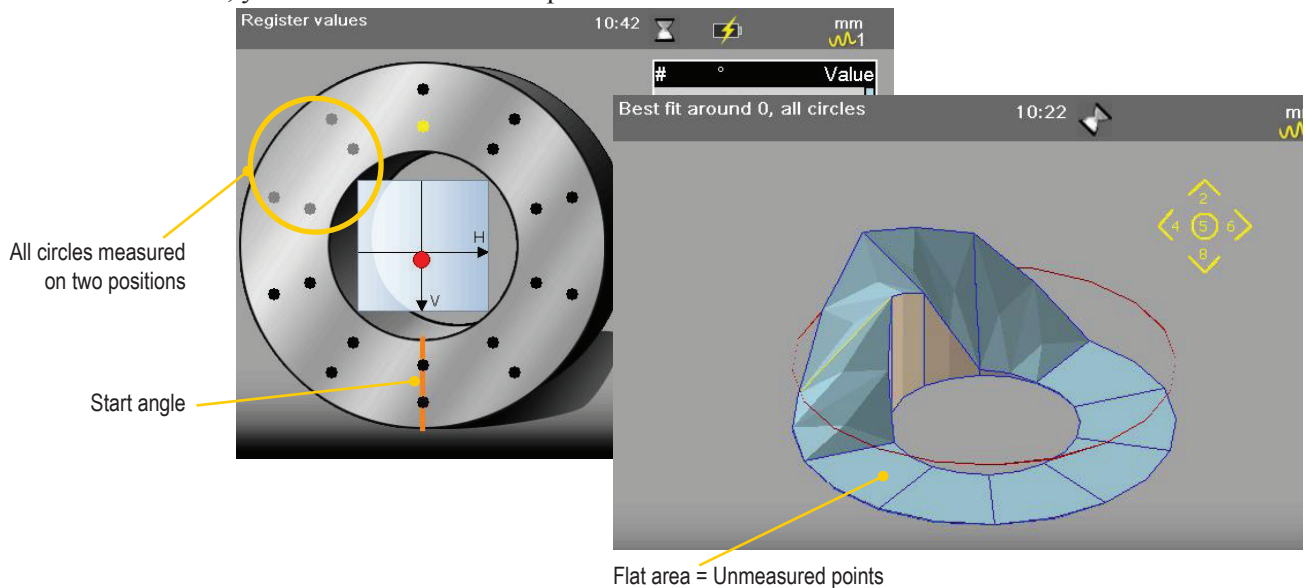 Register values
10:42
mm
1
# ° Value
H
V
Best fit around 0, all circles
10:22
2
4 5 6
8
All circles measured
on two positions
Start angle
Flat area = Unmeasured points